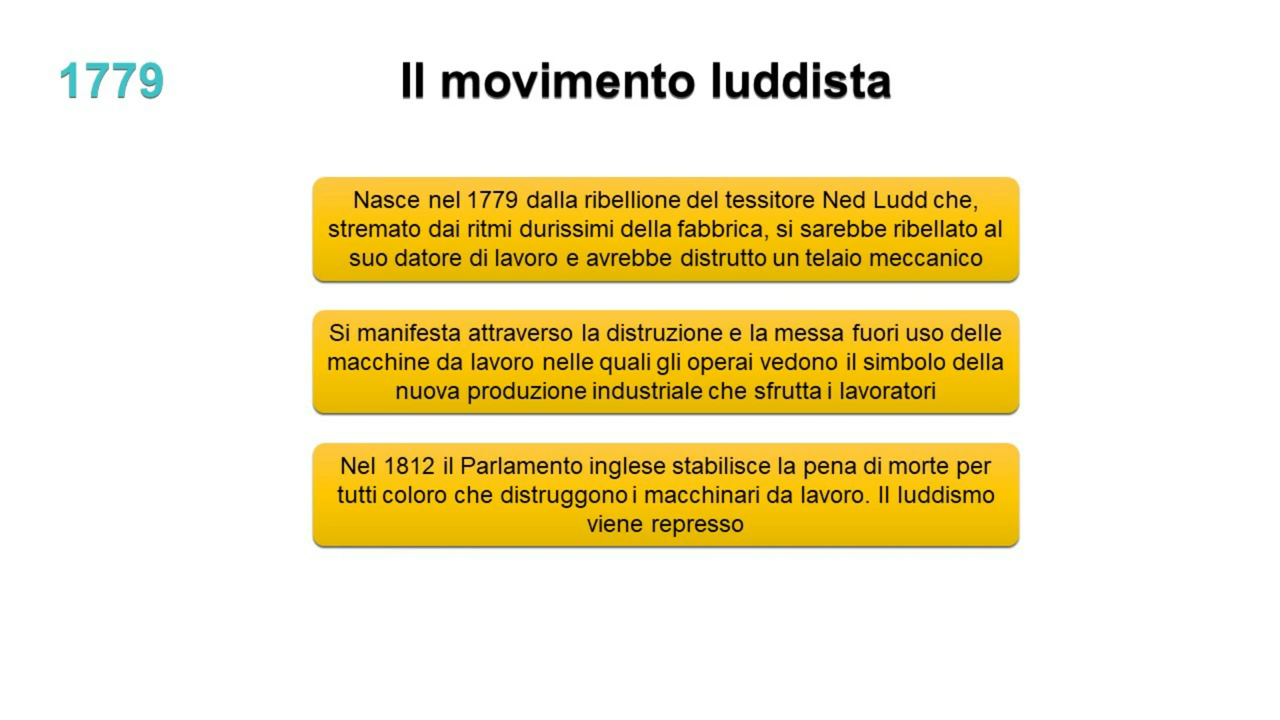 1779
Il movimento luddista
Nasce nel 1779 dalla ribellione del tessitore Ned Ludd che,
stremato dai ritmi durissimi della fabbrica, si sarebbe ribellato al
suo datore di lavoro e avrebbe distrutto un telaio meccanico
Si manifesta attraverso la distruzione e la messa fuori uso delle
macchine da lavoro nelle quali gli operai vedono il simbolo della
nuova produzione industriale che sfrutta i lavoratori
Nel 1812 il Parlamento inglese stabilisce la pena di morte per
tutti coloro che distruggono i macchinari da lavoro. Il luddismo
viene represso